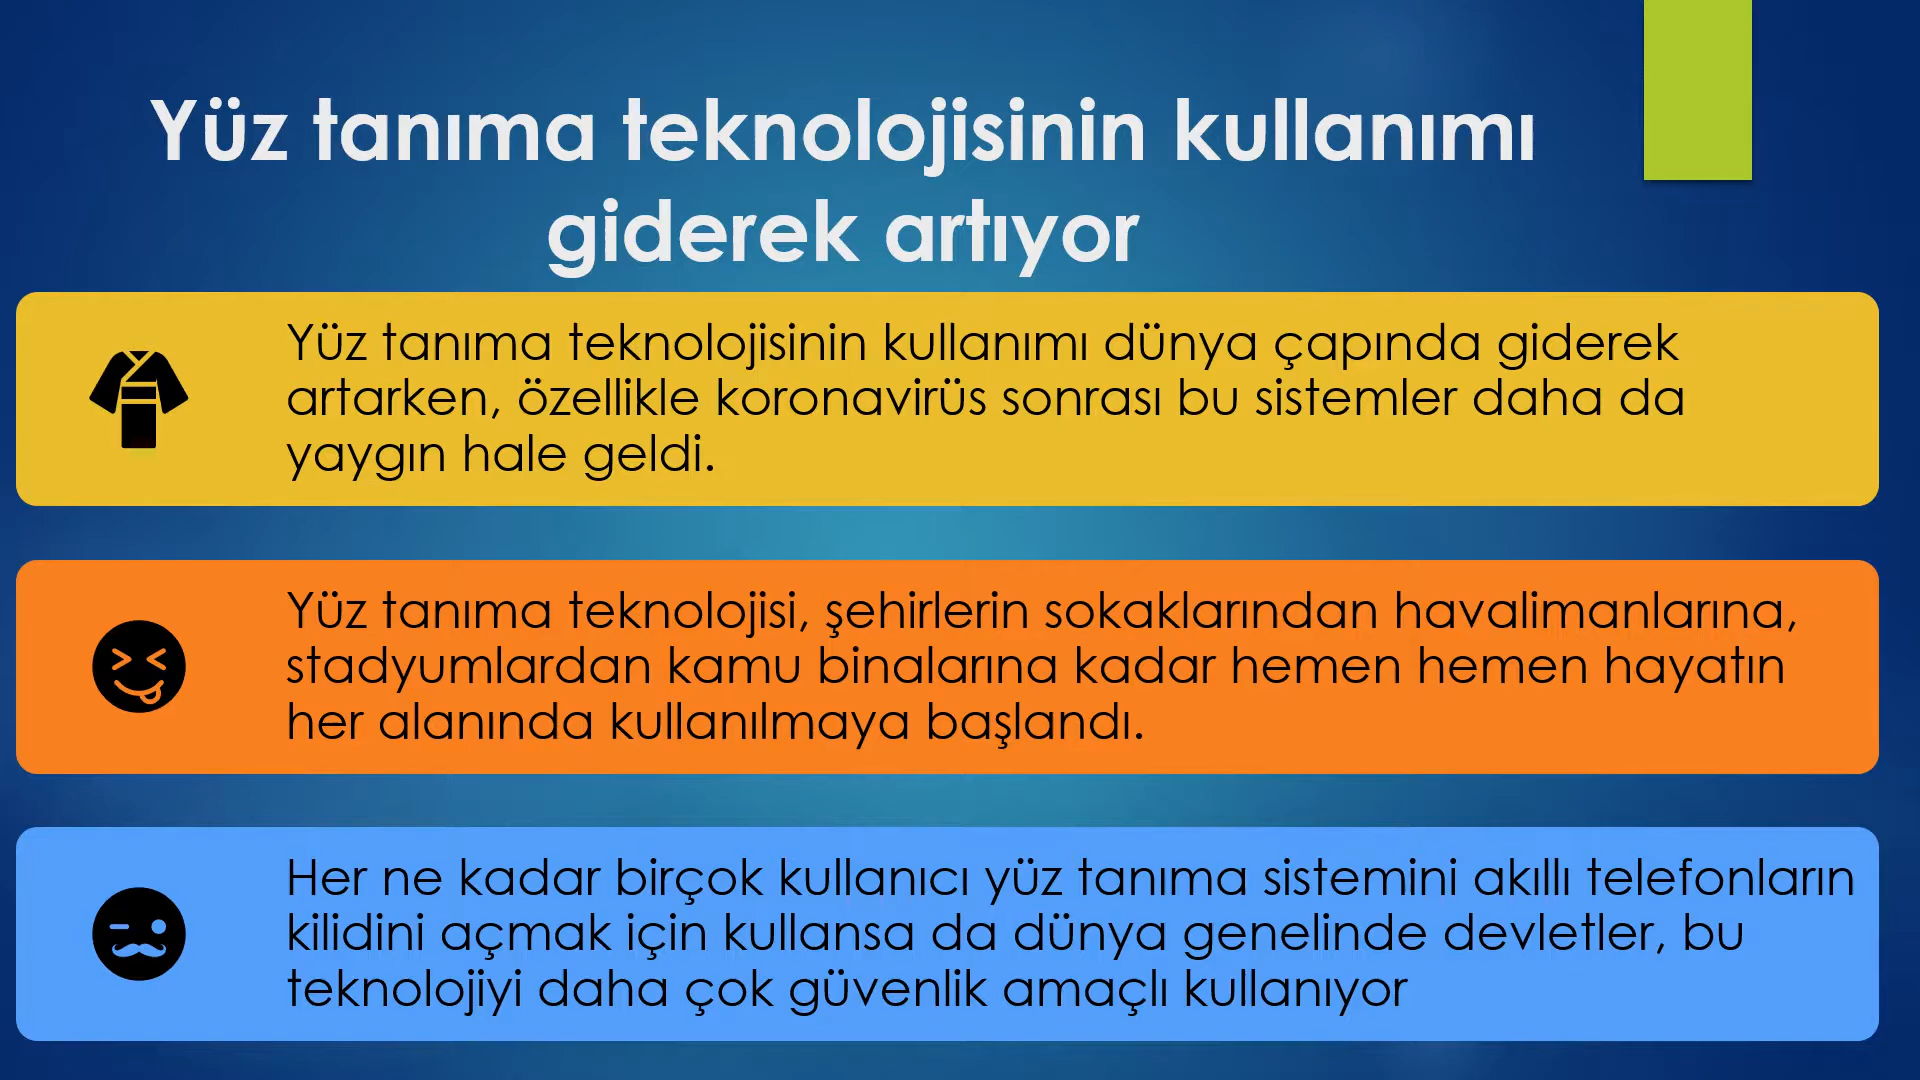 Yüz tanıma teknolojisinin kullanımı
giderek artıyor
Yüz tanıma teknolojisinin kullanımı dünya çapında giderek
artarken, özellikle koronavirüs sonrası bu sistemler daha da
yaygın hale geldi.
Yüz tanıma teknolojisi, şehirlerin sokaklarından havalimanlarına,
stadyumlardan kamu binalarına kadar hemen hemen hayatın
her alanında kullanılmaya başlandı.
Her ne kadar birçok kullanıcı yüz tanıma sistemini akıllı telefonların
kilidini açmak için kullansa da dünya genelinde devletler, bu
teknolojiyi daha çok güvenlik amaçlı kullanıyor